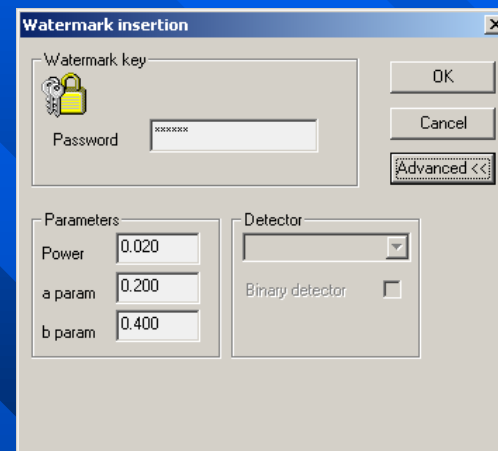 Watermark insertion
Watermark key
Password xxxxxx
OK
Cancel
Advanced <<
Parameters
Power 0.020
a param 0.200
b param 0.400
Detector
Binary detector